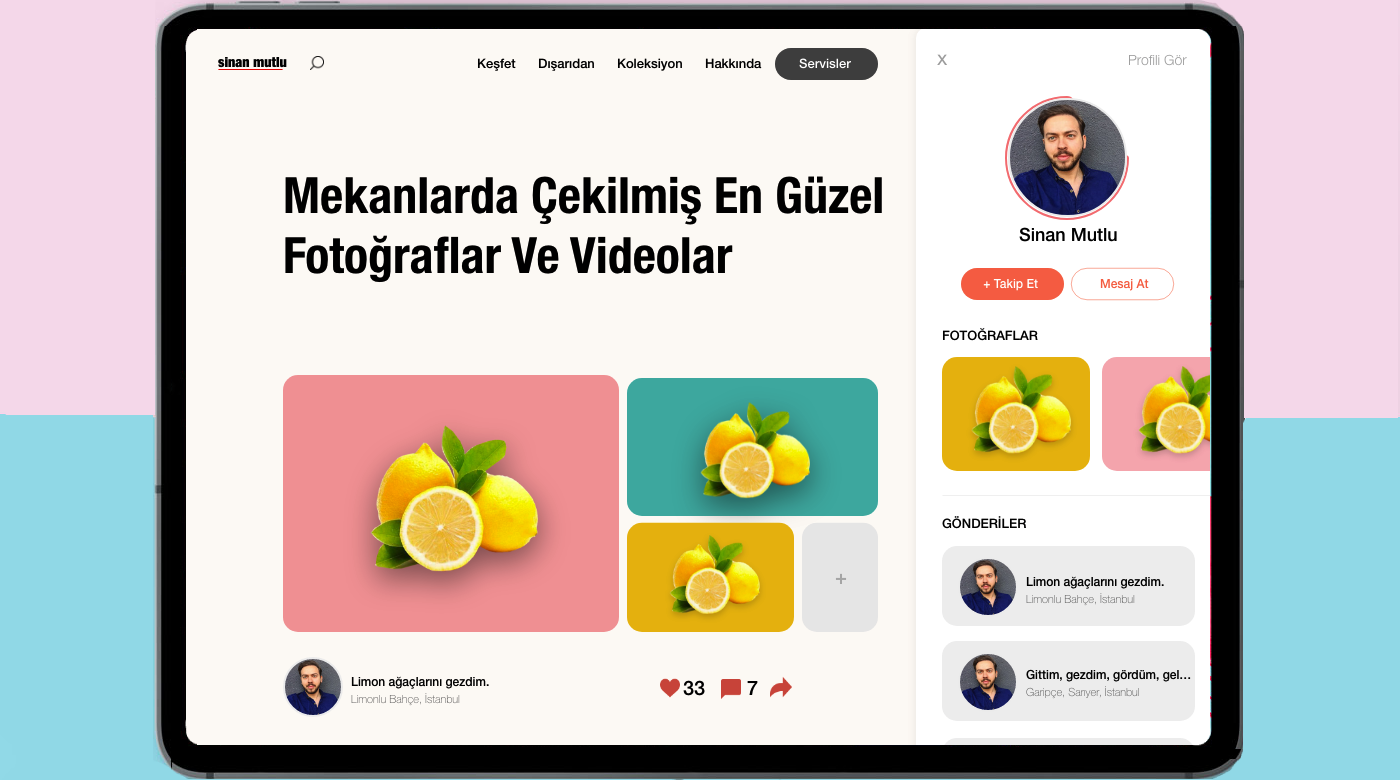 sinan mutlu
Keşfet
Dışarıdan
Koleksiyon
Hakkında
Servisler
Mekanlarda Çekilmiş En Güzel
Fotoğraflar Ve Videolar
+
Limon ağaçlarını gezdim.
Limonlu Bahçe, İstanbul
33
7
X
Profili Gör
Sinan Mutlu
+ Takip Et
Mesaj At
FOTOĞRAFLAR
GÖNDERİLER
Limon ağaçlarını gezdim.
Limonlu Bahçe, İstanbul
Gittim, gezdim, gördüm, gel...
Garipçe, Sarıyer, İstanbul